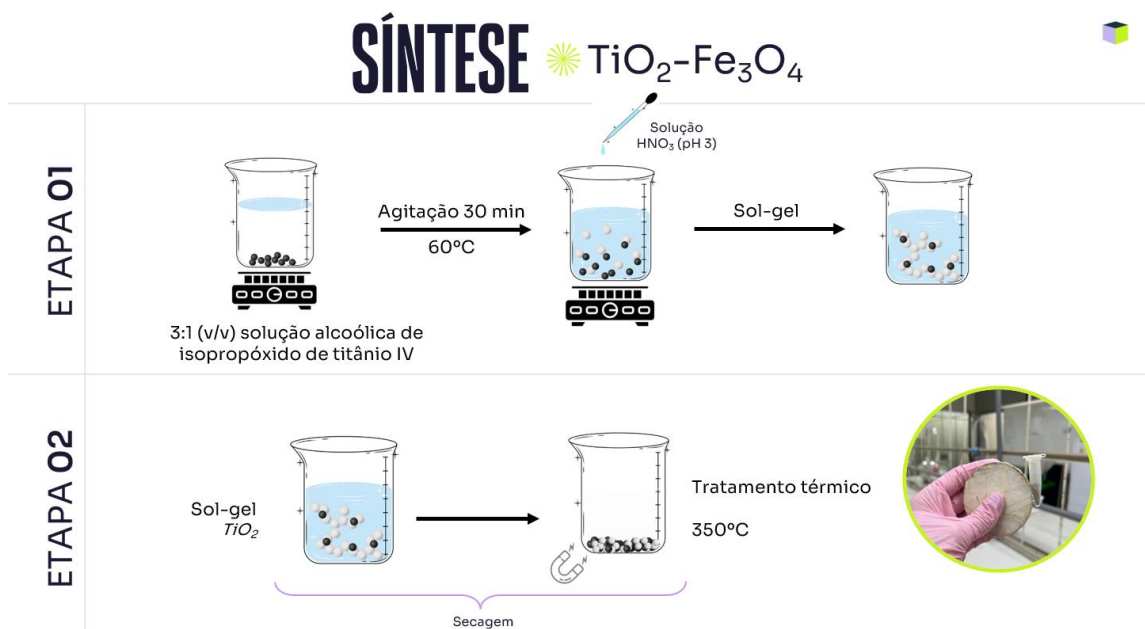 SÍNTESE TiO₂-Fe₃O₄
ETAPA 01
Solução
HNO₃ (pH 3)
Agitação 30 min
60ºC
Sol-gel
3:1 (v/v) solução alcoólica de
isopropóxido de titânio IV
ETAPA 02
Sol-gel
TiO₂
Tratamento térmico
350ºC
Secagem